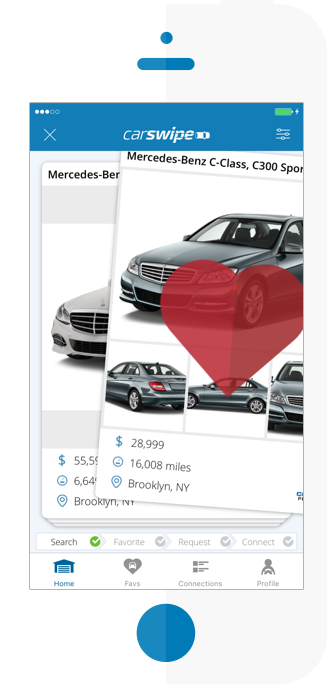 carswipe
Mercedes-Ben
Mercedes-Benz C-Class, C300 Spor
$ 28,999
16,008 miles
Brooklyn, NY
$ 55,59
6,64
Brooklyn, NY
Search
Favorite
Request
Connect
Home
Favs
Connections
Profile